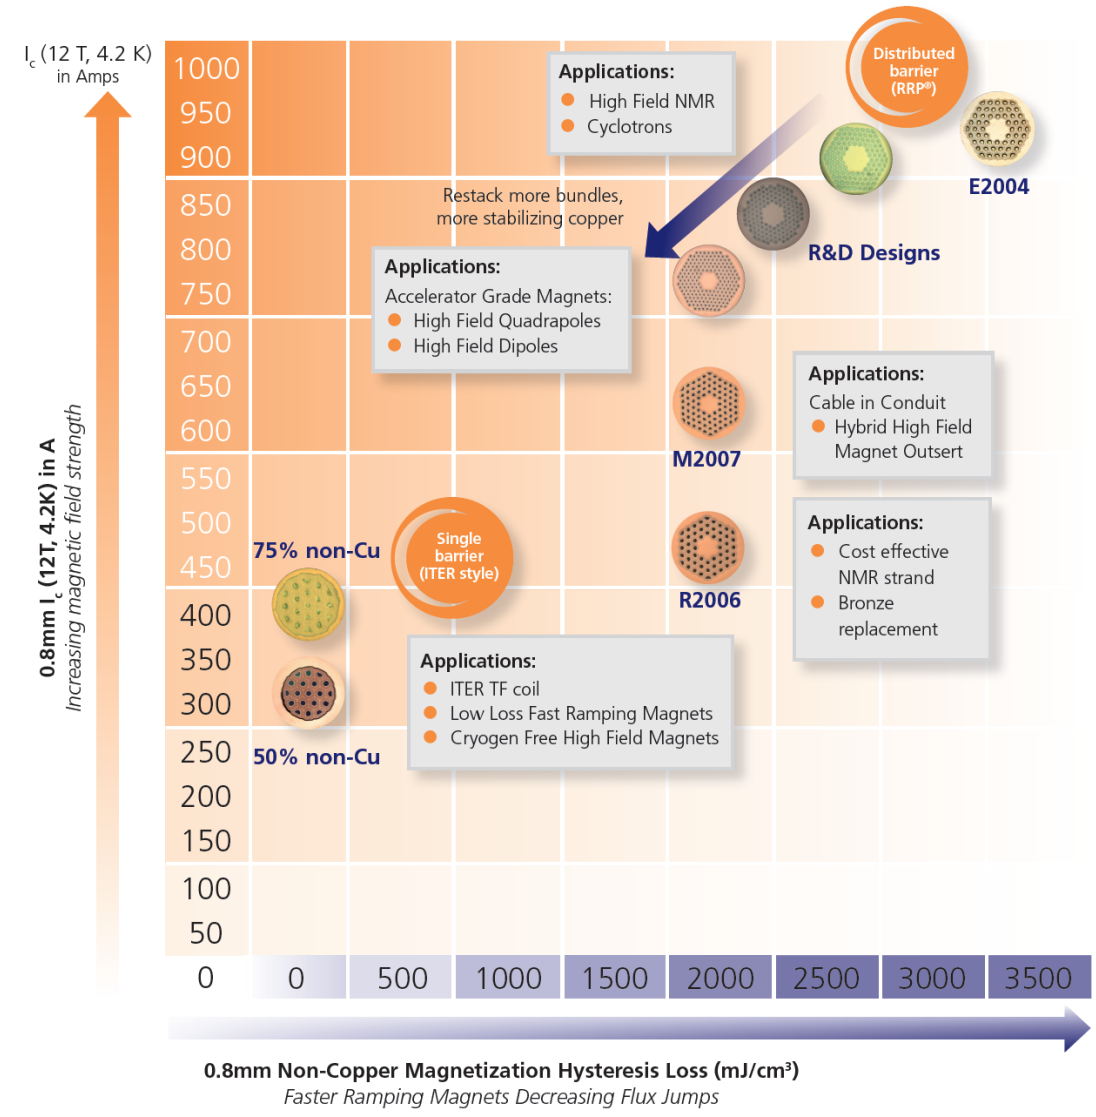 I꜀ (12 T, 4.2 K)
in Amps
1000
950
900
850
800
750
700
650
600
550
500
450
400
350
300
250
200
150
100
50
0
0.8mm I꜀ (12T, 4.2K) in A
Increasing magnetic field strength
Applications:
High Field NMR
Cyclotrons
Distributed
barrier
(RRP®)
E2004
Restack more bundles,
more stabilizing copper
R&D Designs
Applications:
Accelerator Grade Magnets:
High Field Quadrapoles
High Field Dipoles
M2007
Applications:
Cable in Conduit
Hybrid High Field
Magnet Outsert
75% non-Cu
Single
barrier
(ITER style)
R2006
Applications:
Cost effective
NMR strand
Bronze
replacement
50% non-Cu
Applications:
ITER TF coil
Low Loss Fast Ramping Magnets
Cryogen Free High Field Magnets
0 500 1000 1500 2000 2500 3000 3500
0.8mm Non-Copper Magnetization Hysteresis Loss (mJ/cm³)
Faster Ramping Magnets Decreasing Flux Jumps